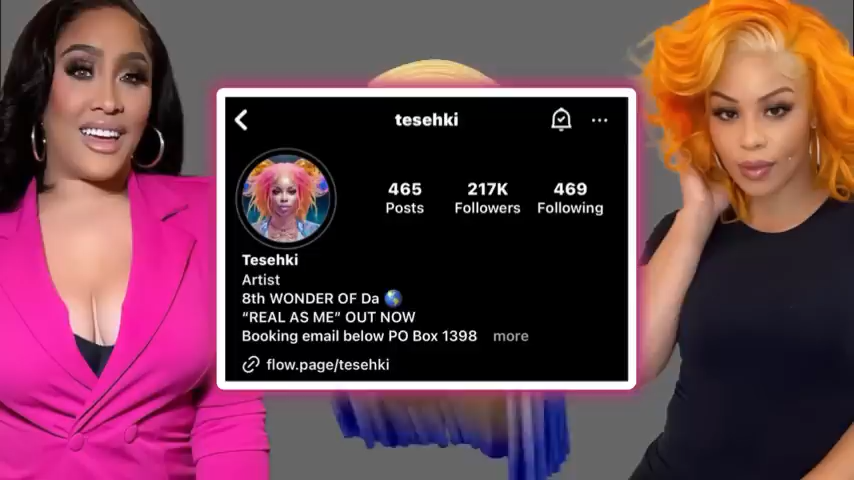 tesehki
465 217K 469
Posts Followers Following
Tesehki
Artist
8th WONDER OF Da 🌎
“REAL AS ME” OUT NOW
Booking email below PO Box 1398 more
flow.page/tesehki